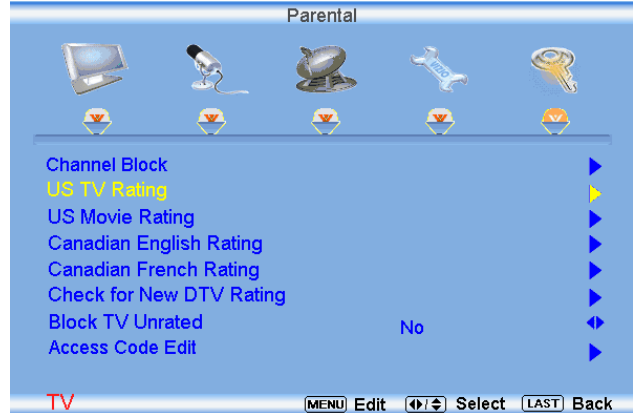 Parental
VIZIO
Channel Block
US TV Rating
US Movie Rating
Canadian English Rating
Canadian French Rating
Check for New DTV Rating
Block TV Unrated No
Access Code Edit
TV MENU Edit Select LAST Back